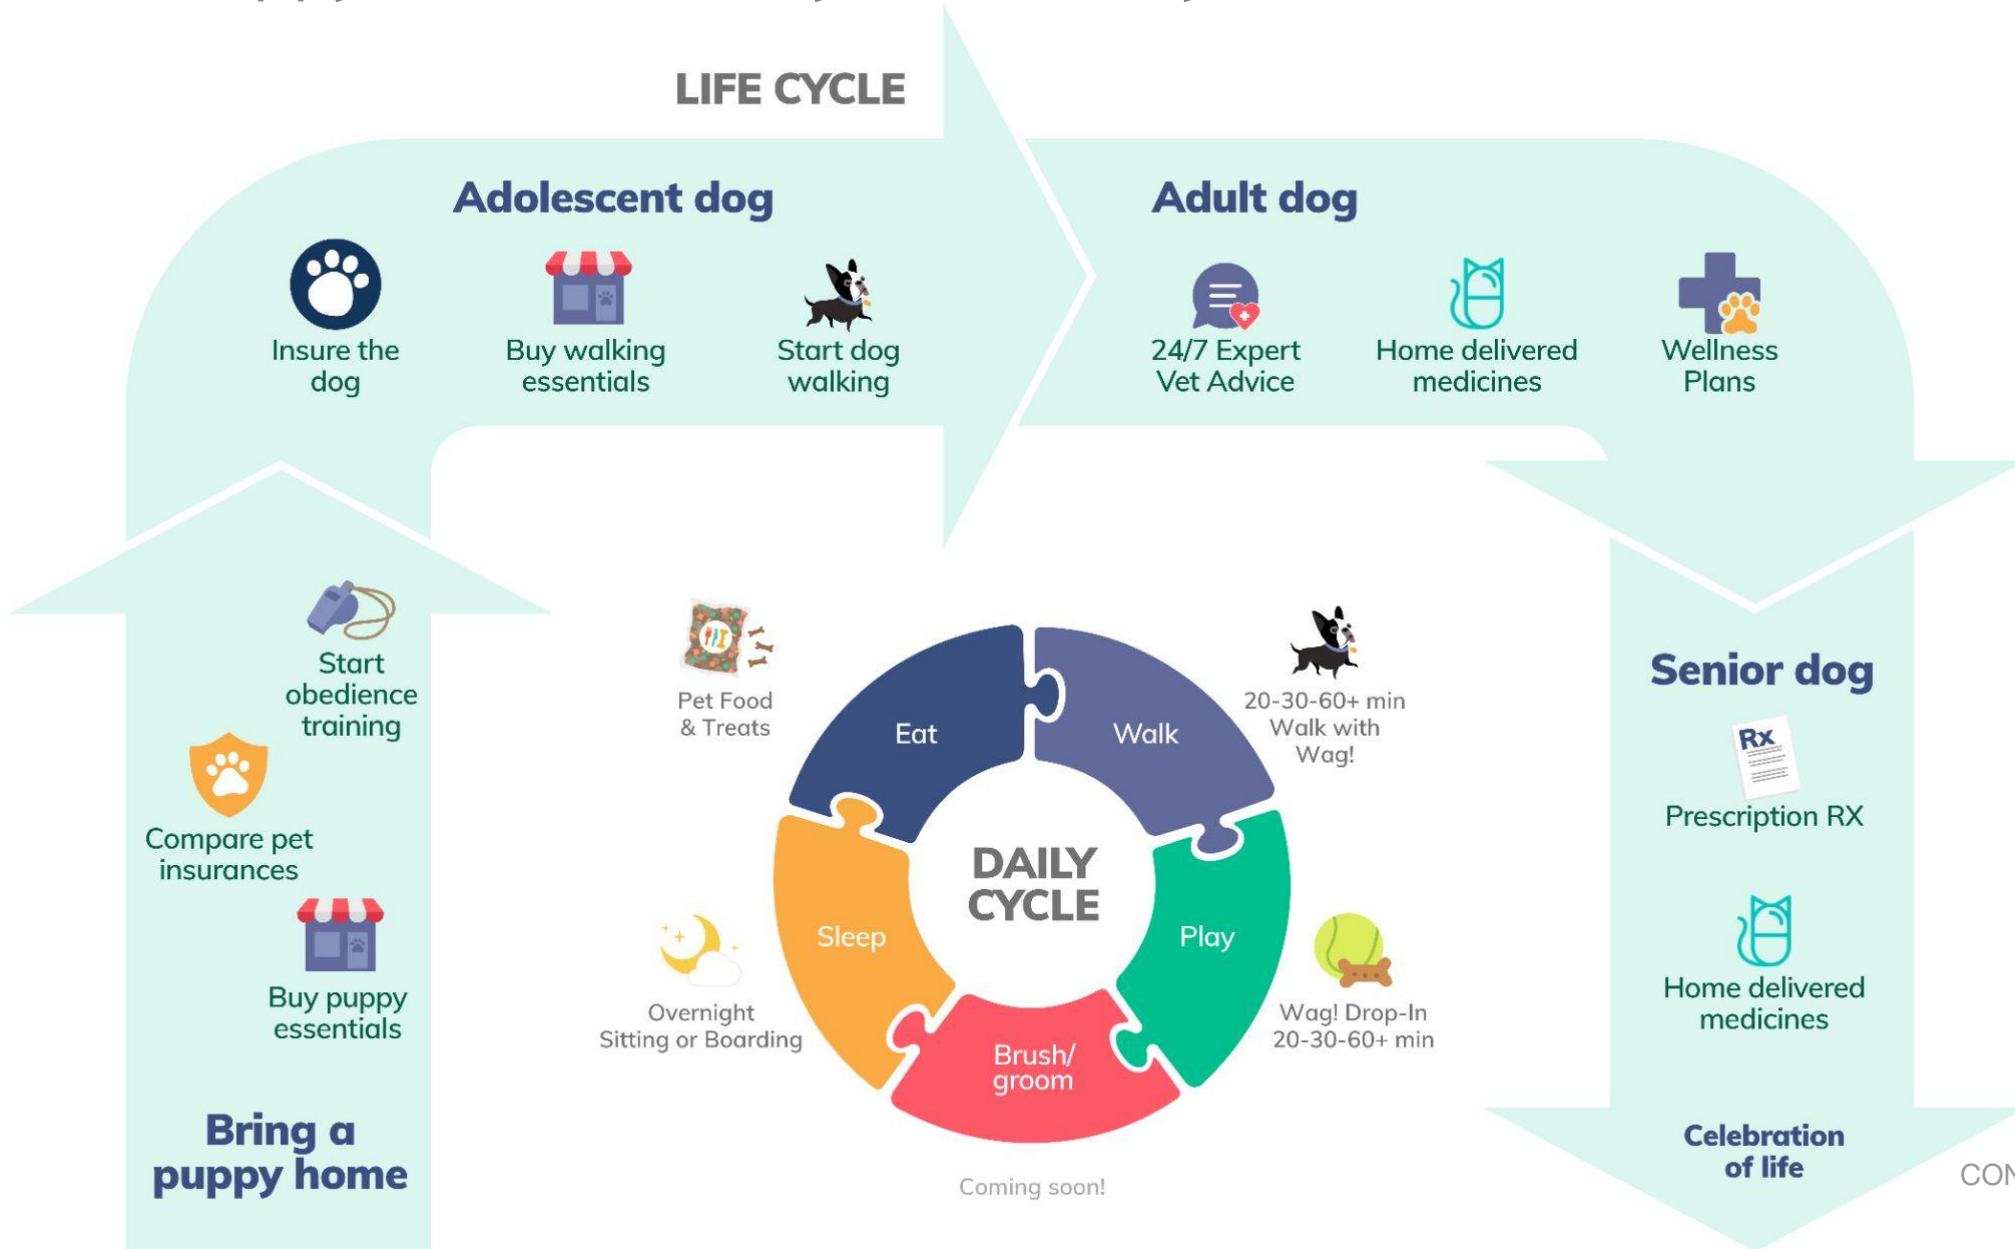 LIFE CYCLE
Adolescent dog
Insure the
dog
Buy walking
essentials
Start dog
walking
Adult dog
24/7 Expert
Vet Advice
Home delivered
medicines
Wellness
Plans
Start
obedience
training
Compare pet
insurances
Buy puppy
essentials
Bring a
puppy home
Pet Food
& Treats
Eat
Walk
20-30-60+ min
Walk with
Wag!
DAILY
CYCLE
Sleep
Play
Overnight
Sitting or Boarding
Wag! Drop-In
20-30-60+ min
Brush/
groom
Coming soon!
Senior dog
Rx
Prescription RX
Home delivered
medicines
Celebration
of life
CON